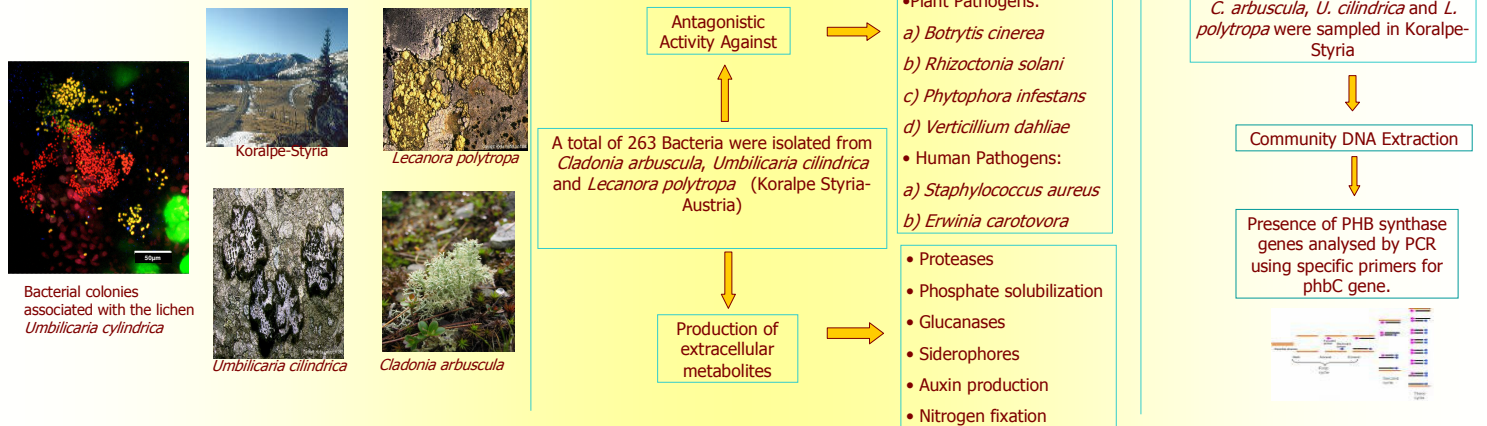 50µm
Bacterial colonies
associated with the lichen
Umbilicaria cylindrica
Koralpe-Styria
Lecanora polytropa
Umbilicaria cilindrica
Cladonia arbuscula
Antagonistic
Activity Against
A total of 263 Bacteria were isolated from
Cladonia arbuscula, Umbilicaria cilindrica
and Lecanora polytropa (Koralpe Styria-
Austria)
Production of
extracellular
metabolites
•Plant Pathogens:
a) Botrytis cinerea
b) Rhizoctonia solani
c) Phytophora infestans
d) Verticillium dahliae
• Human Pathogens:
a) Staphylococcus aureus
b) Erwinia carotovora
• Proteases
• Phosphate solubilization
• Glucanases
• Siderophores
• Auxin production
• Nitrogen fixation
C. arbuscula, U. cilindrica and L.
polytropa were sampled in Koralpe-
Styria
Community DNA Extraction
Presence of PHB synthase
genes analysed by PCR
using specific primers for
phbC gene.